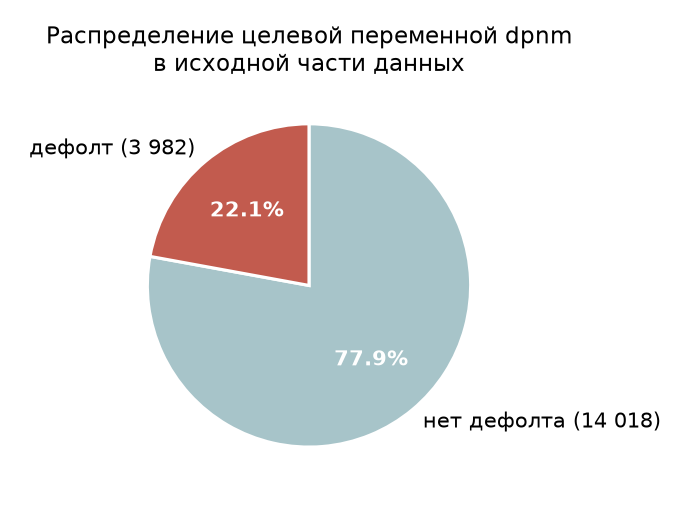 Распределение целевой переменной dpnm
в исходной части данных
дефолт (3 982)
22.1%
77.9%
нет дефолта (14 018)